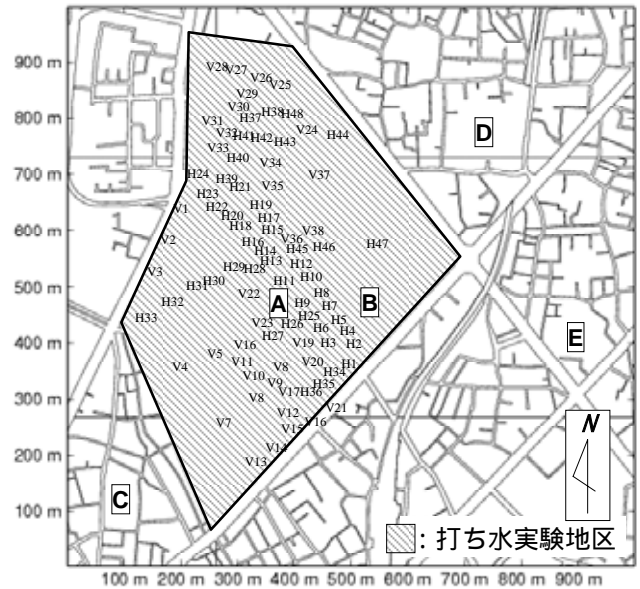 900 m
800 m
700 m
600 m
500 m
400 m
300 m
200 m
100 m
V28 V27
V26 V25
V29
V30
H37 H38 H48
V31
V24
V32 H41 H42
H44
H43
V33
H40
V34
H24
H39
V37
H21
V35
H23
V1
H22
H19
H20
H17
H18
H15
V38
V2
H16
V36
H47
H14
H45 H46
H13
H12
V3
H29 H28
H31 H30
H11
H10
V22
H8
H32
H9
H7
A
B
H33
V23
H26
H25
H5
H6
H4
H27
V16
V19
H3
H2
V5
V11
V4
V8
V20
H1
V10
H34
V9
H35
V8
V17 H36
V12
V21
V7
V15 V16
V14
V13
C
D
E
N
: 打ち水実験地区
100 m 200 m 300 m 400 m 500 m 600 m 700 m 800 m 900 m